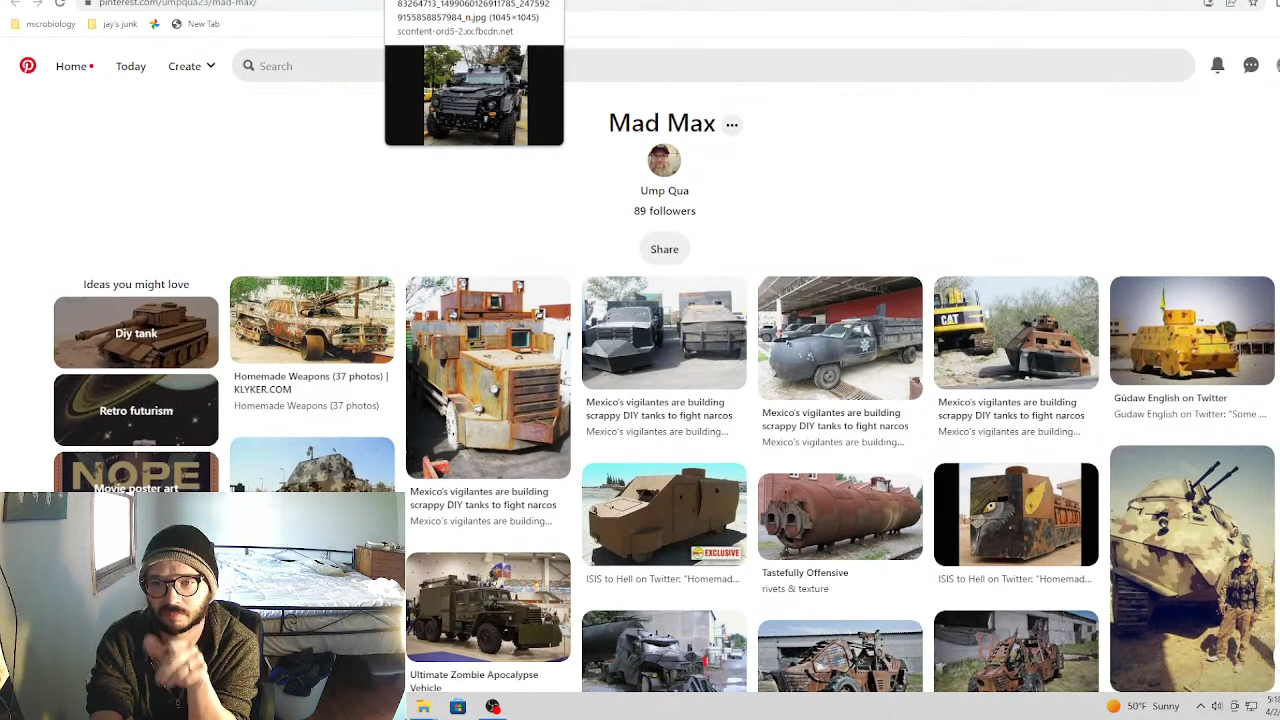 pinterest.com/umpqua23/mad-max/
microbiology
jay's junk
New Tab
83264713_1499060126911785_247592
9155858857984_n.jpg (1045×1045)
scontent-ord5-2.xx.fbcdn.net
Home
Today
Create
Search
Mad Max
Ump Qua
89 followers
Share
Ideas you might love
Diy tank
Retro futurism
NOPE
Movie poster art
Homemade Weapons (37 photos) |
KLYKER.COM
Homemade Weapons (37 photos)
Mexico's vigilantes are building
scrappy DIY tanks to fight narcos
Mexico's vigilantes are building...
Ultimate Zombie Apocalypse
Vehicle
Mexico's vigilantes are building
scrappy DIY tanks to fight narcos
Mexico's vigilantes are building...
EXCLUSIVE
ISIS to Hell on Twitter: "Homemad...
Mexico's vigilantes are building
scrappy DIY tanks to fight narcos
Mexico's vigilantes are building...
Tastefully Offensive
rivets & texture
CAT
Mexico's vigilantes are building
scrappy DIY tanks to fight narcos
Mexico's vigilantes are building...
ISIS to Hell on Twitter: "Homemad...
Gûdaw English on Twitter
Gudaw English on Twitter: "Some ...
50°F Sunny
5:18
4/2